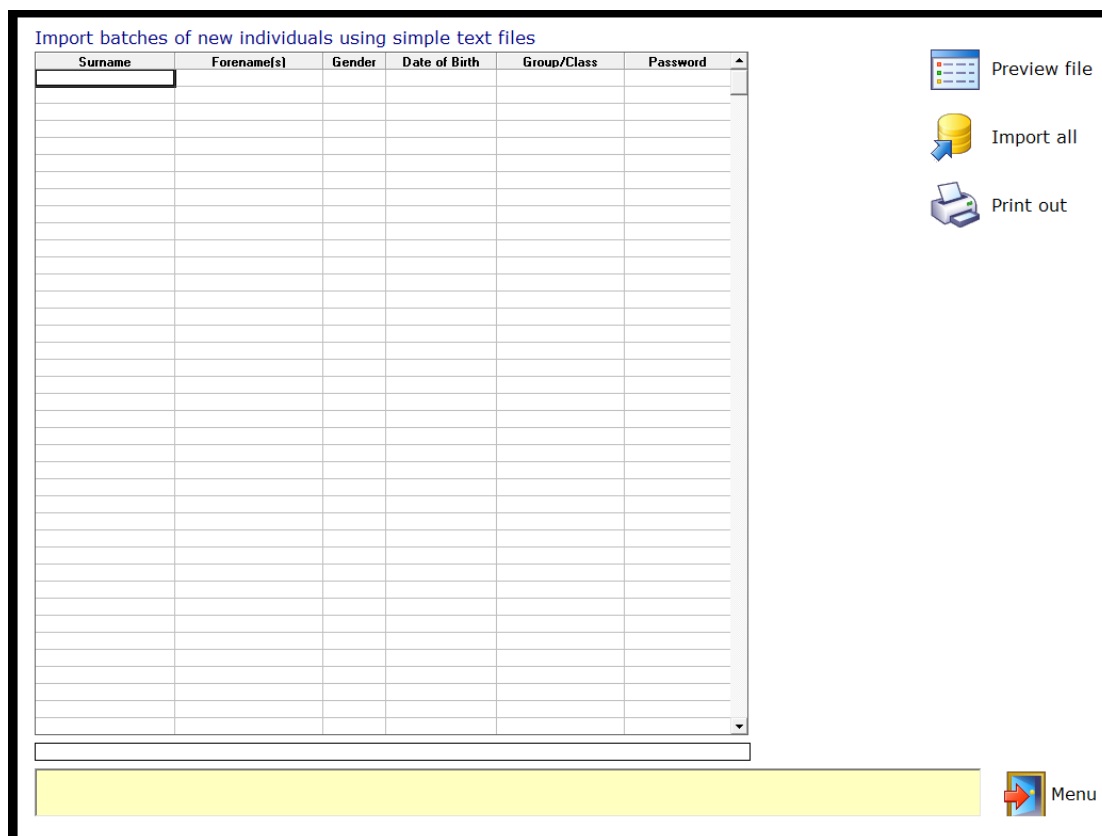 Import batches of new individuals using simple text files
Surname Forename(s) Gender Date of Birth Group/Class Password
Preview file
Import all
Print out
Menu